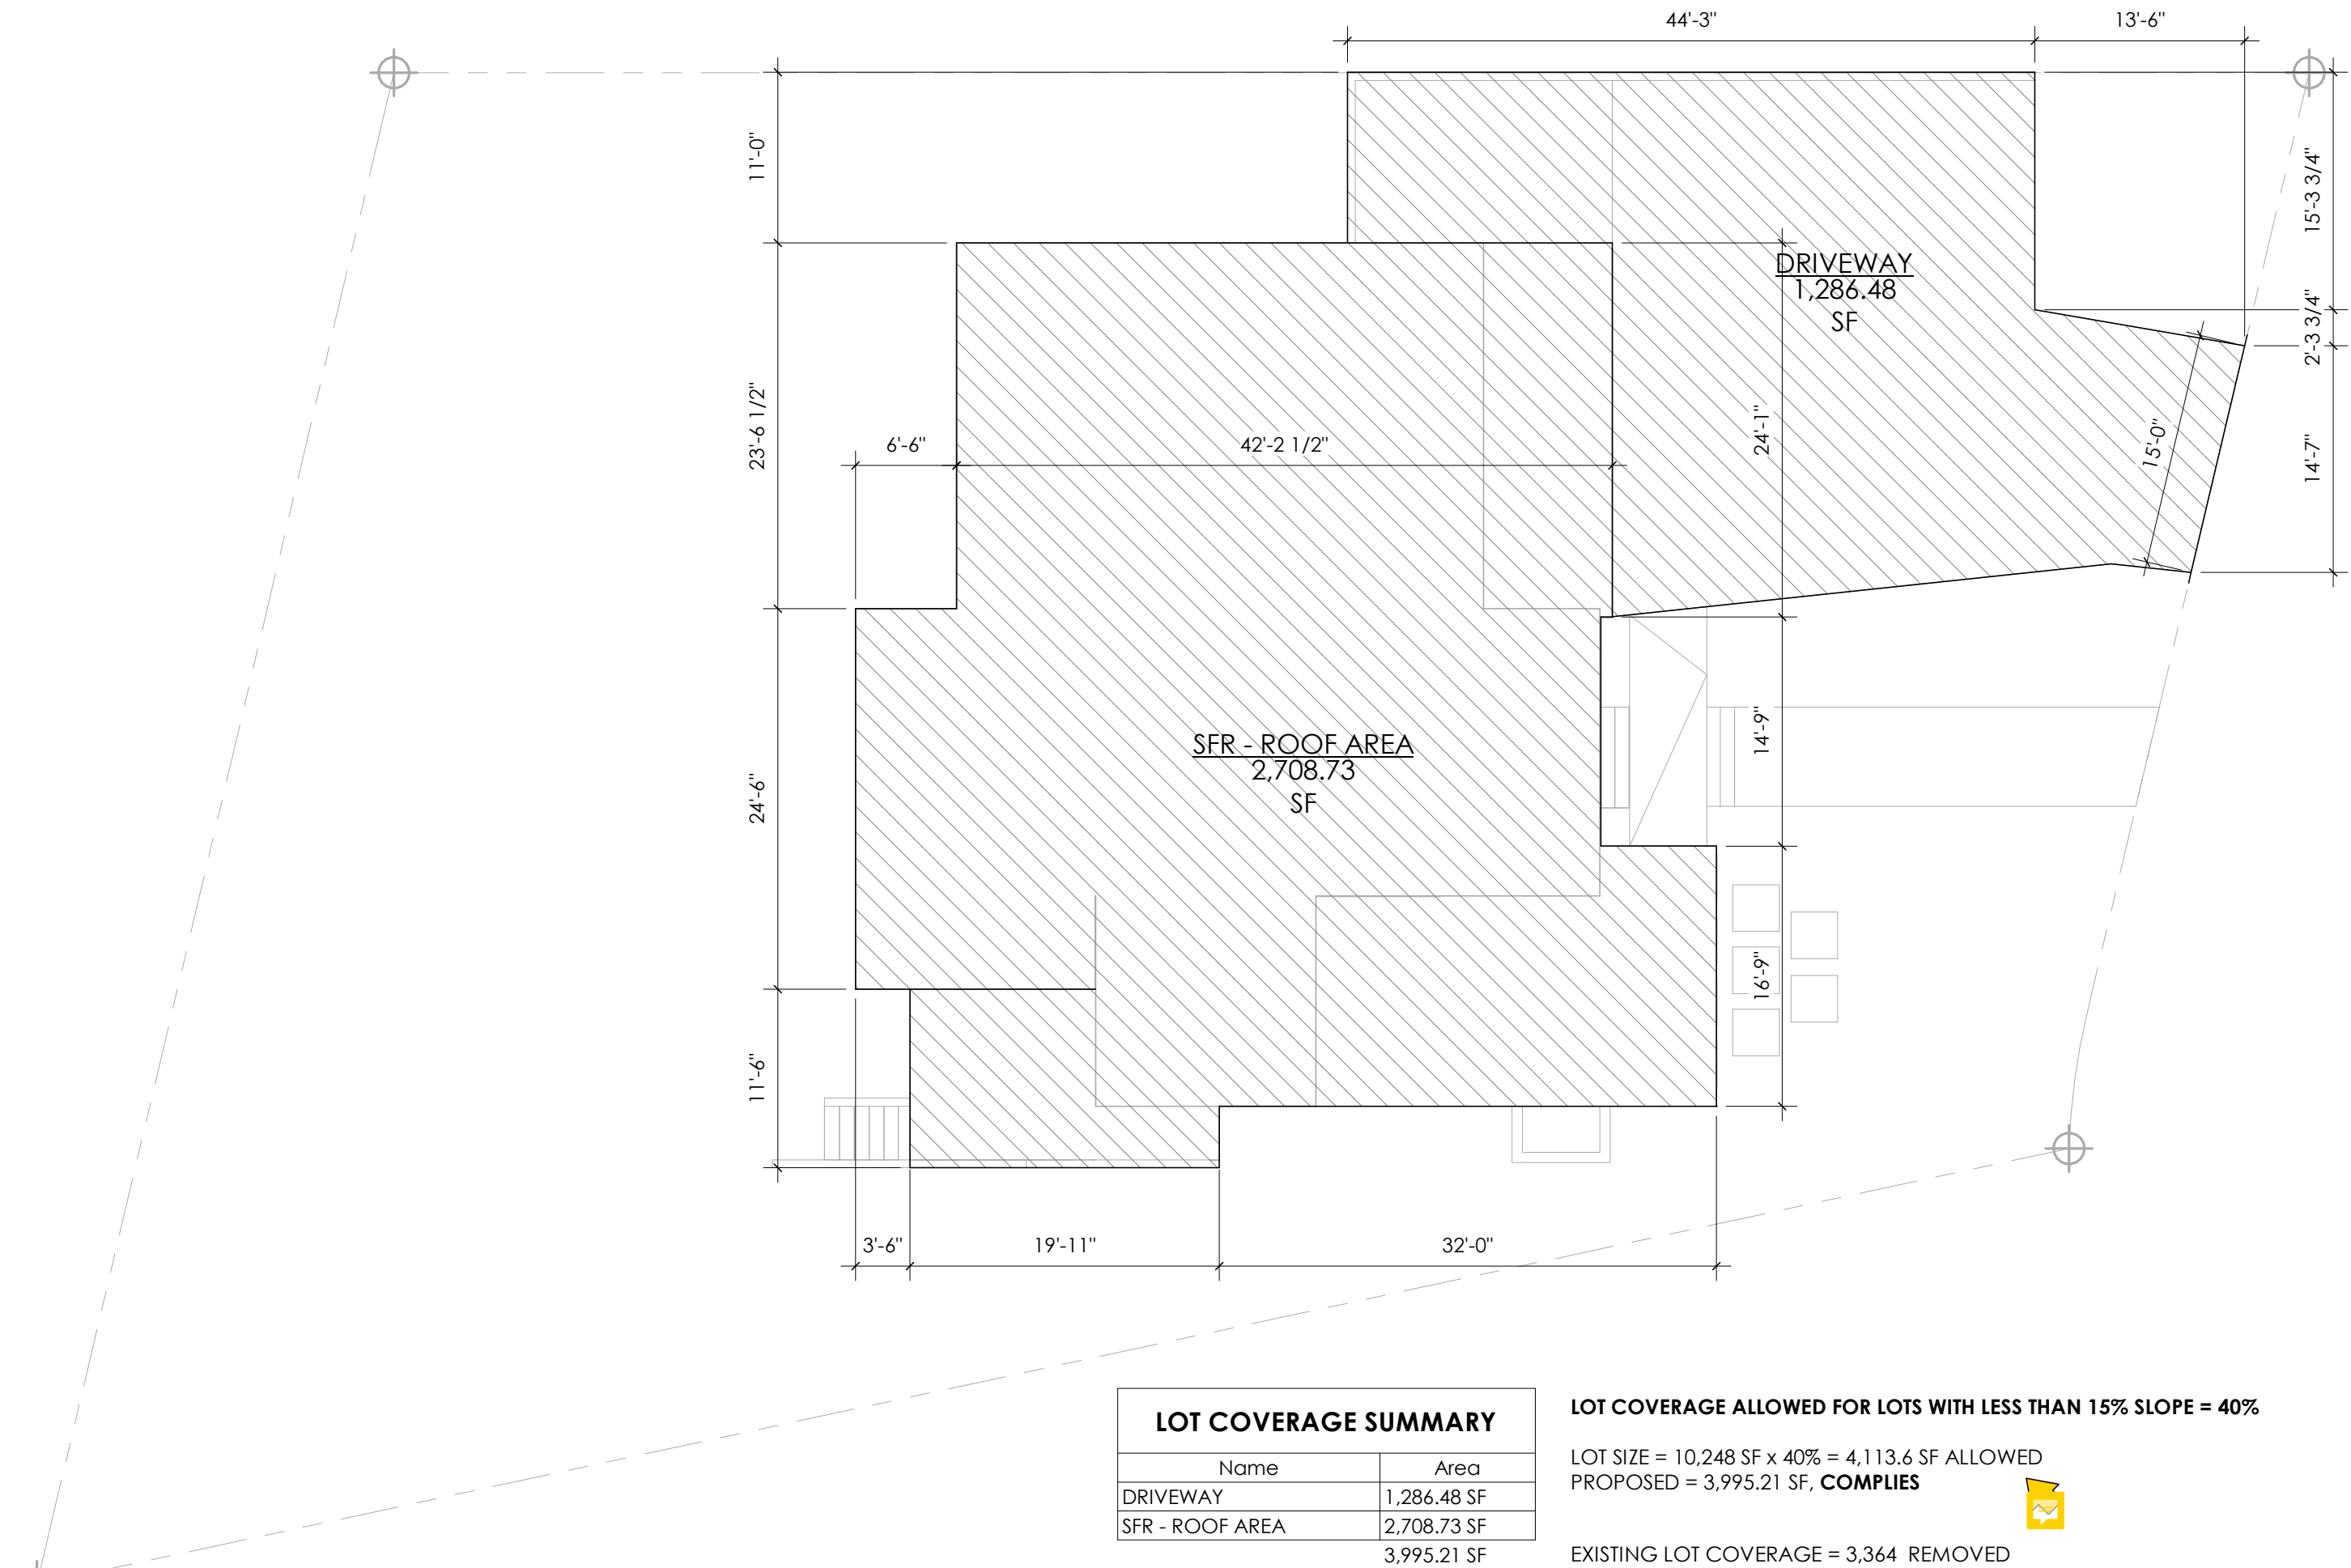 44'-3"
13'-6"
11'-0"
15'-3 3/4"
DRIVEWAY
1,286.48
SF
2'-3 3/4"
23'-6 1/2"
6'-6"
42'-2 1/2"
24'-1"
15'-0"
14'-7"
SFR - ROOF AREA
2,708.73
SF
14'-9"
24'-6"
16'-9"
11'-6"
3'-6"
19'-11"
32'-0"
LOT COVERAGE SUMMARY
Name Area
DRIVEWAY 1,286.48 SF
SFR - ROOF AREA 2,708.73 SF
3,995.21 SF
LOT COVERAGE ALLOWED FOR LOTS WITH LESS THAN 15% SLOPE = 40%
LOT SIZE = 10,248 SF x 40% = 4,113.6 SF ALLOWED
PROPOSED = 3,995.21 SF, COMPLIES
EXISTING LOT COVERAGE = 3,364 REMOVED